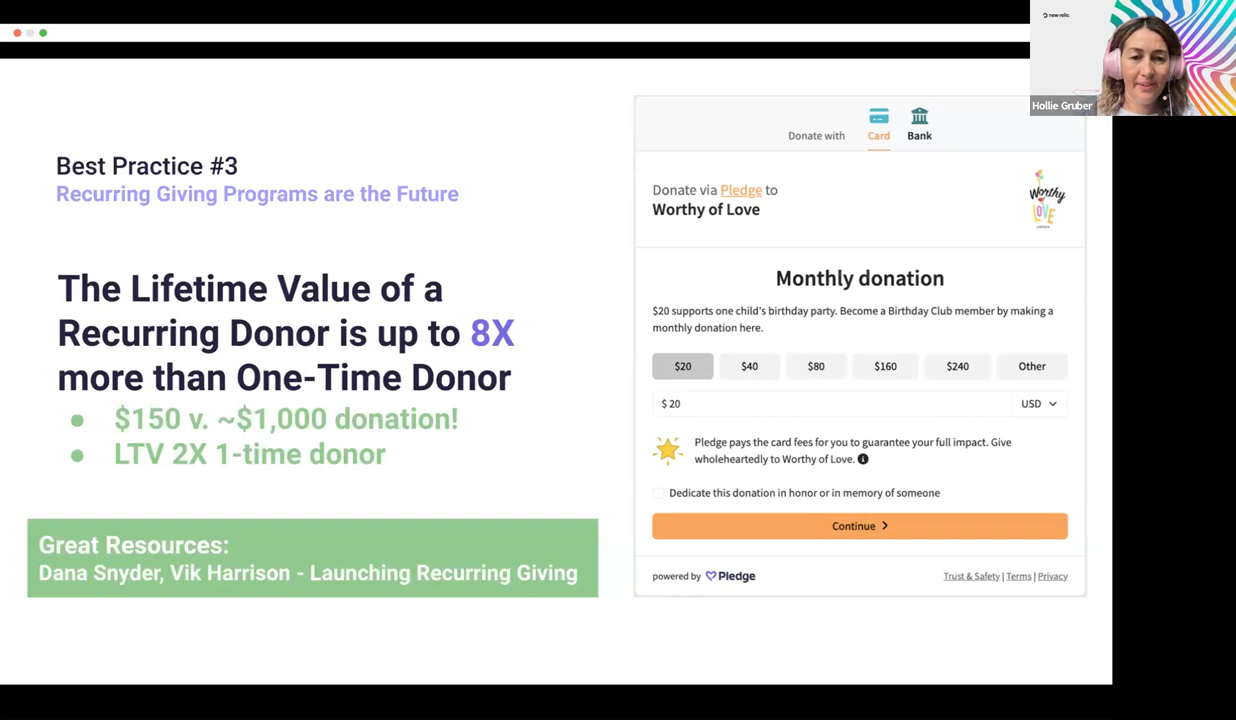 new relic.
Hollie Gruber
Best Practice #3
Recurring Giving Programs are the Future
The Lifetime Value of a
Recurring Donor is up to 8X
more than One-Time Donor
$150 v. ~$1,000 donation!
LTV 2X 1-time donor
Great Resources:
Dana Snyder, Vik Harrison - Launching Recurring Giving
Donate with Card Bank
Donate via Pledge to
Worthy of Love
Worthy
LOVE
Monthly donation
$20 supports one child's birthday party. Become a Birthday Club member by making a
monthly donation here.
$20 $40 $80 $160 $240 Other
$ 20 USD
Pledge pays the card fees for you to guarantee your full impact. Give
wholeheartedly to Worthy of Love.
Dedicate this donation in honor or in memory of someone
Continue
powered by Pledge Trust & Safety | Terms | Privacy